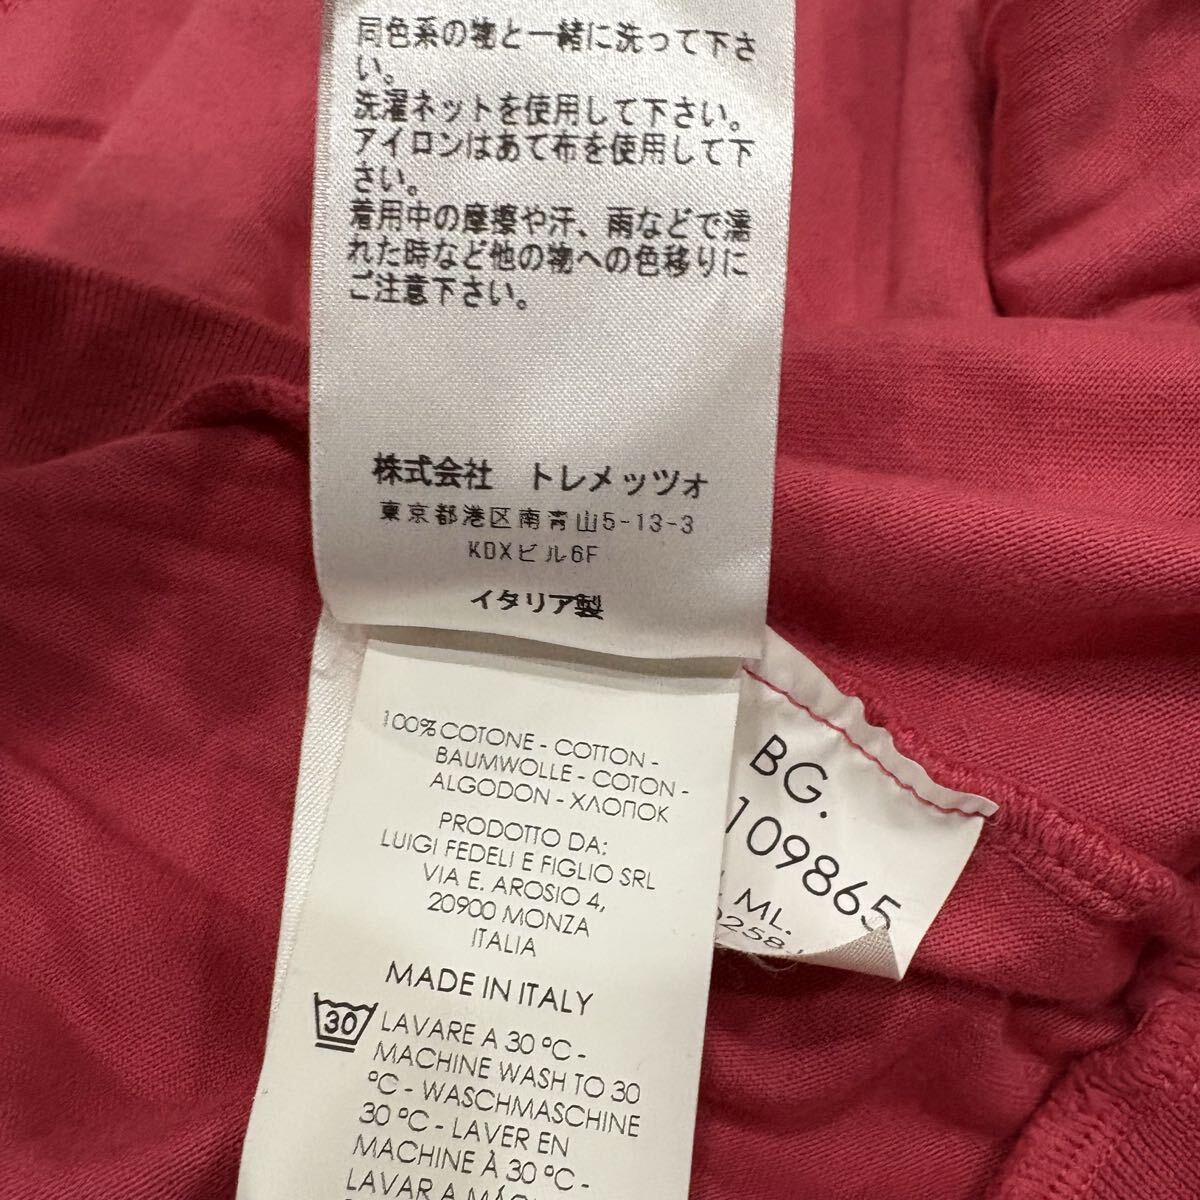 同色系の物と一緒に洗って下さ
い。
洗濯ネットを使用して下さい。
アイロンはあて布を使用して下
さい。
着用中の摩擦や汗、雨などで濡
れた時など他の物への色移りに
ご注意下さい。
株式会社 トレメッツォ
東京都港区南青山5-13-3
KDXビル6F
イタリア製
100% COTONE - COTTON -
BAUMWOLLE - COTON -
ALGODON - ХЛОПОК
PRODOTTO DA:
LUIGI FEDELI E FIGLIO SRL
VIA E. AROSIO 4,
20900 MONZA
ITALIA
MADE IN ITALY
30
LAVARE A 30 ºC -
MACHINE WASH TO 30
ºC - WASCHMASCHINE
30 ºC - LAVER EN
MACHINE À 30 ºC -
LAVAR A
BG.
109865
ML.